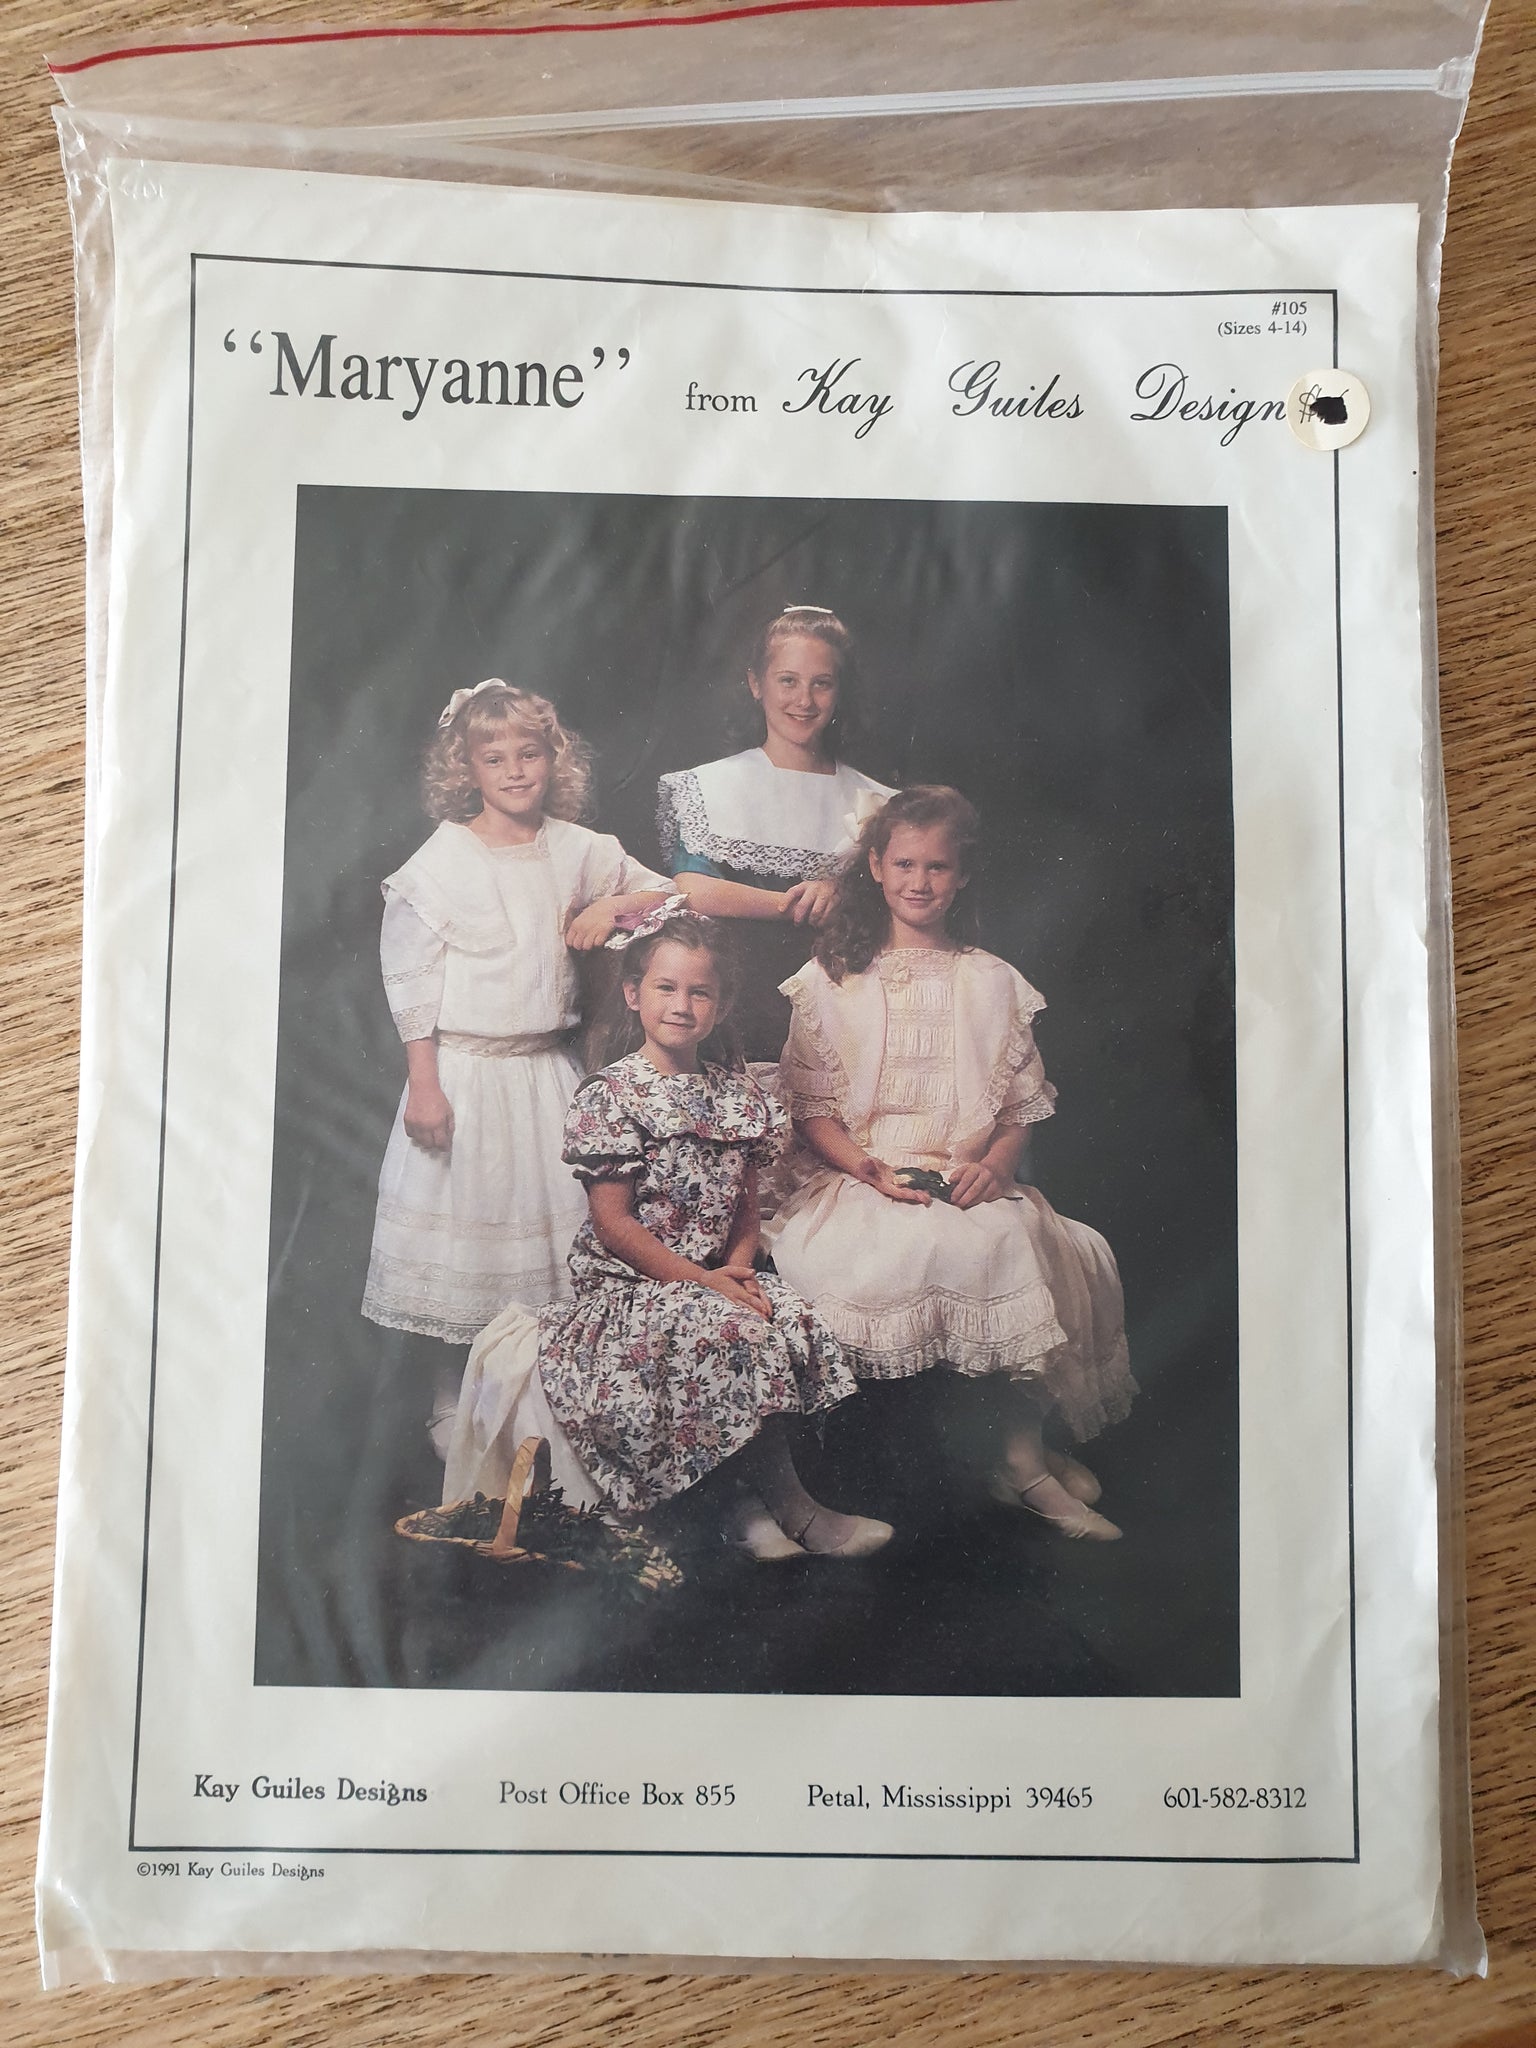 #105
(Sizes 4-14)
“Maryanne” from Kay Guiles Design
$
Kay Guiles Designs Post Office Box 855 Petal, Mississippi 39465 601-582-8312
©1991 Kay Guiles Designs